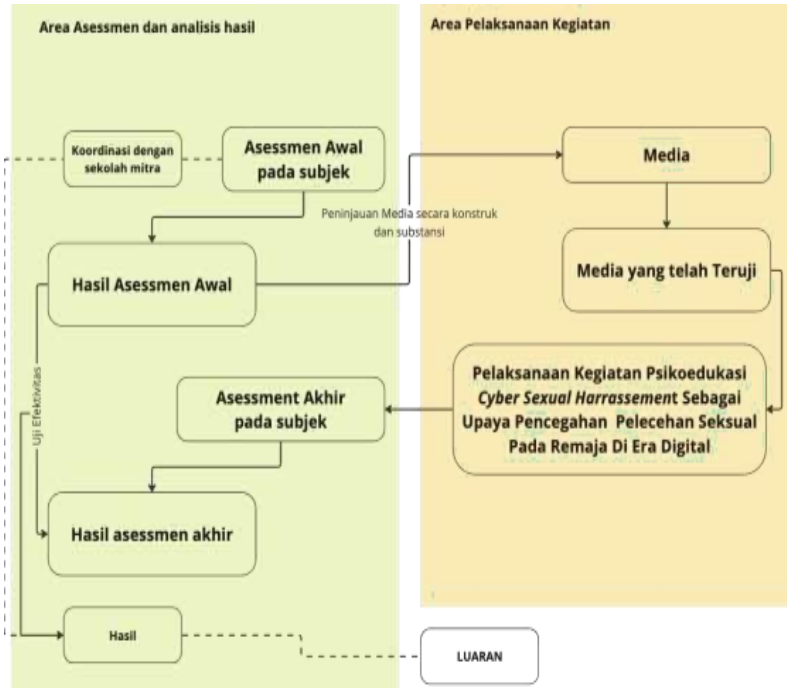 Area Asessmen dan analisis hasil
Area Pelaksanaan Kegiatan
Koordinasi dengan
sekolah mitra
Asessmen Awal
pada subjek
Media
Peninjauan Media secara konstruk
dan substansi
Hasil Asessmen Awal
Media yang telah Teruji
Uji Efektivitas
Asessment Akhir
pada subjek
Pelaksanaan Kegiatan Psikoedukasi
Cyber Sexual Harrassement Sebagai
Upaya Pencegahan Pelecehan Seksual
Pada Remaja Di Era Digital
Hasil asessmen akhir
Hasil
LUARAN